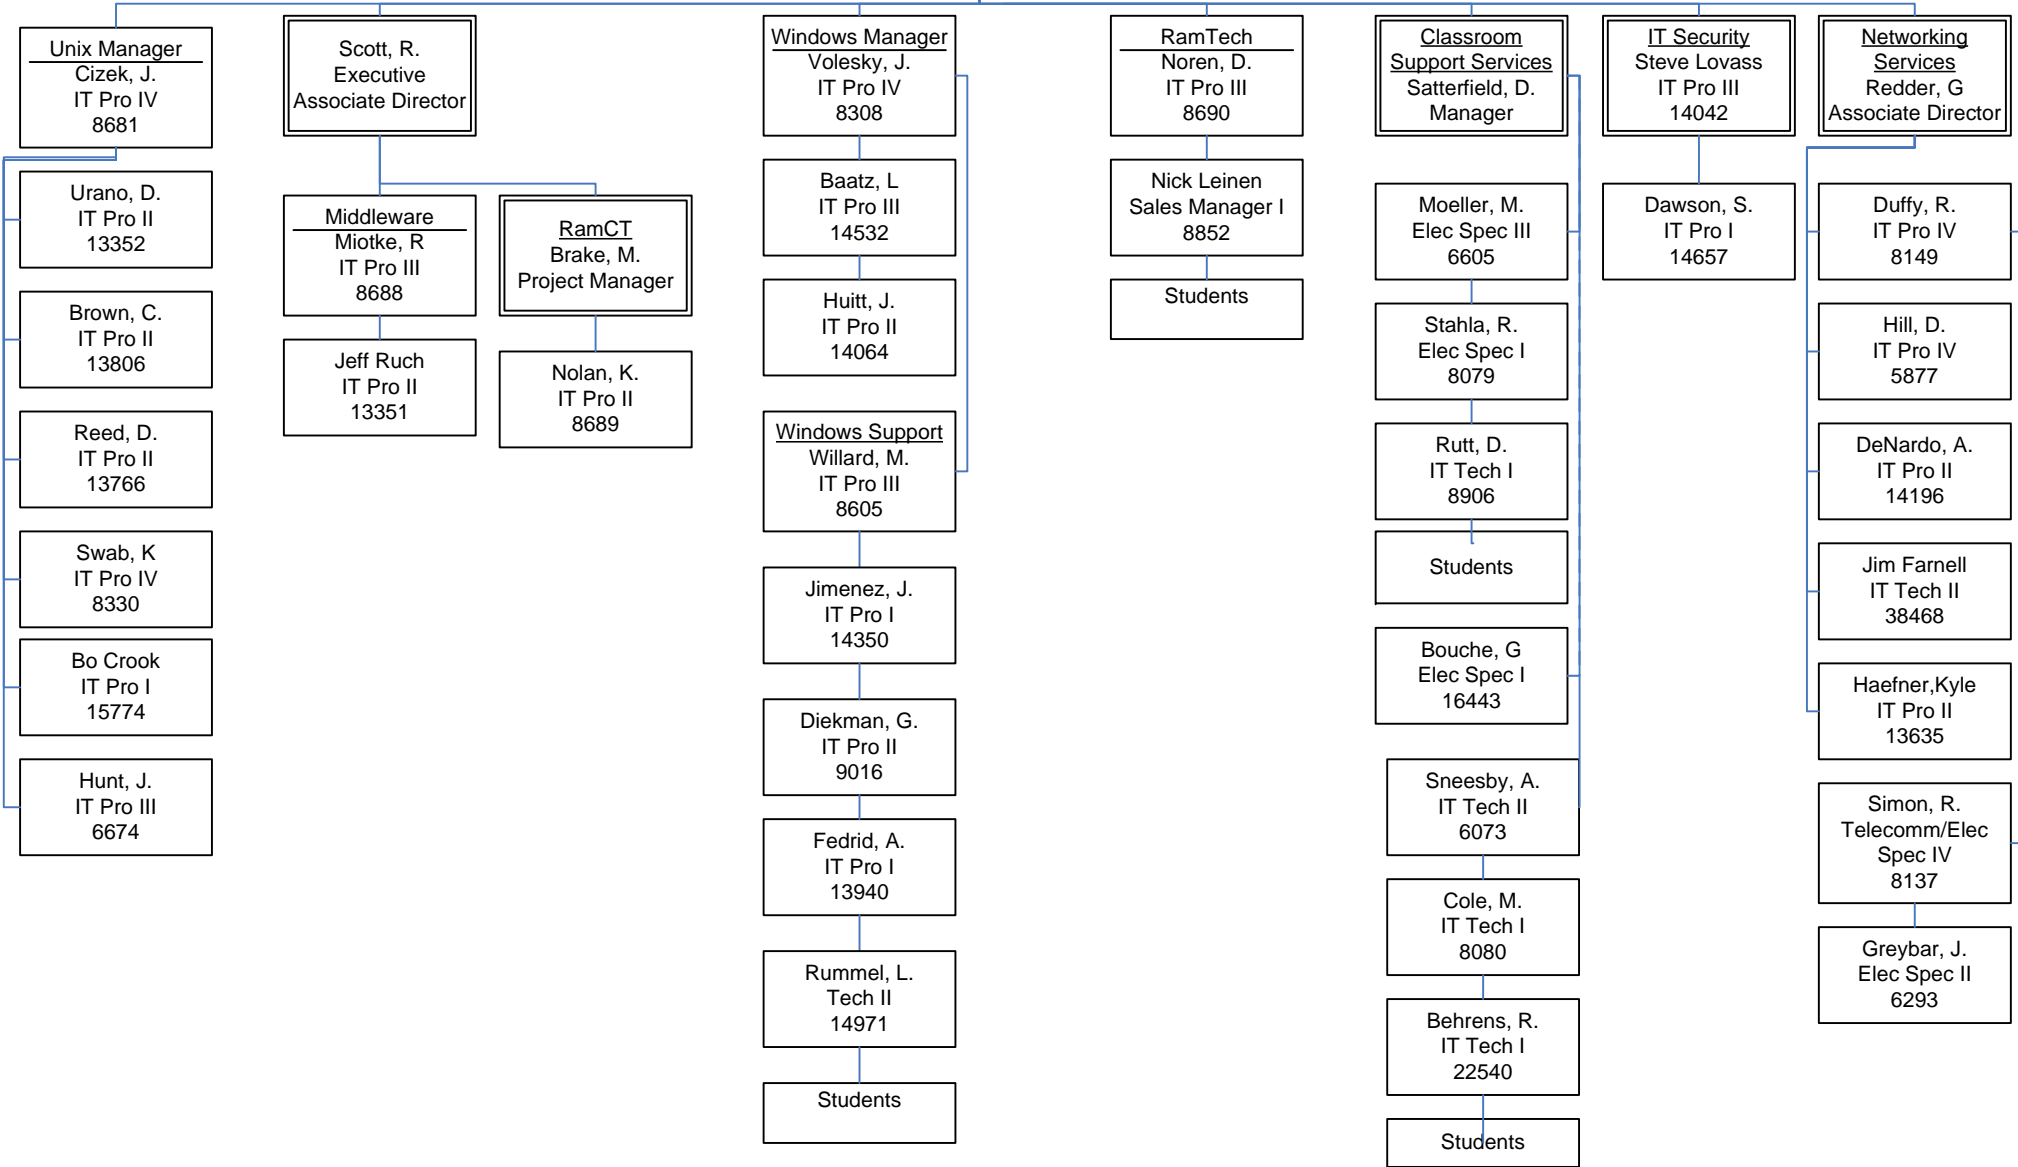 Unix Manager
Cizek, J.
IT Pro IV
8681
Urano, D.
IT Pro II
13352
Brown, C.
IT Pro II
13806
Reed, D.
IT Pro II
13766
Swab, K
IT Pro IV
8330
Bo Crook
IT Pro I
15774
Hunt, J.
IT Pro III
6674
Scott, R.
Executive
Associate Director
Middleware
Miotke, R
IT Pro III
8688
Jeff Ruch
IT Pro II
13351
RamCT
Brake, M.
Project Manager
Nolan, K.
IT Pro II
8689
Windows Manager
Volesky, J.
IT Pro IV
8308
Baatz, L
IT Pro III
14532
Huitt, J.
IT Pro II
14064
Windows Support
Willard, M.
IT Pro III
8605
Jimenez, J.
IT Pro I
14350
Diekman, G.
IT Pro II
9016
Fedrid, A.
IT Pro I
13940
Rummel, L.
Tech II
14971
Students
RamTech
Noren, D.
IT Pro III
8690
Nick Leinen
Sales Manager I
8852
Students
Classroom
Support Services
Satterfield, D.
Manager
Moeller, M.
Elec Spec III
6605
Stahla, R.
Elec Spec I
8079
Rutt, D.
IT Tech I
8906
Students
Bouche, G
Elec Spec I
16443
Sneesby, A.
IT Tech II
6073
Cole, M.
IT Tech I
8080
Behrens, R.
IT Tech I
22540
Students
IT Security
Steve Lovass
IT Pro III
14042
Dawson, S.
IT Pro I
14657
Networking
Services
Redder, G
Associate Director
Duffy, R.
IT Pro IV
8149
Hill, D.
IT Pro IV
5877
DeNardo, A.
IT Pro II
14196
Jim Farnell
IT Tech II
38468
Haefner,Kyle
IT Pro II
13635
Simon, R.
Telecomm/Elec
Spec IV
8137
Greybar, J.
Elec Spec II
6293